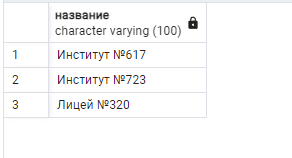 название
character varying (100)
1 Институт №617
2 Институт №723
3 Лицей №320